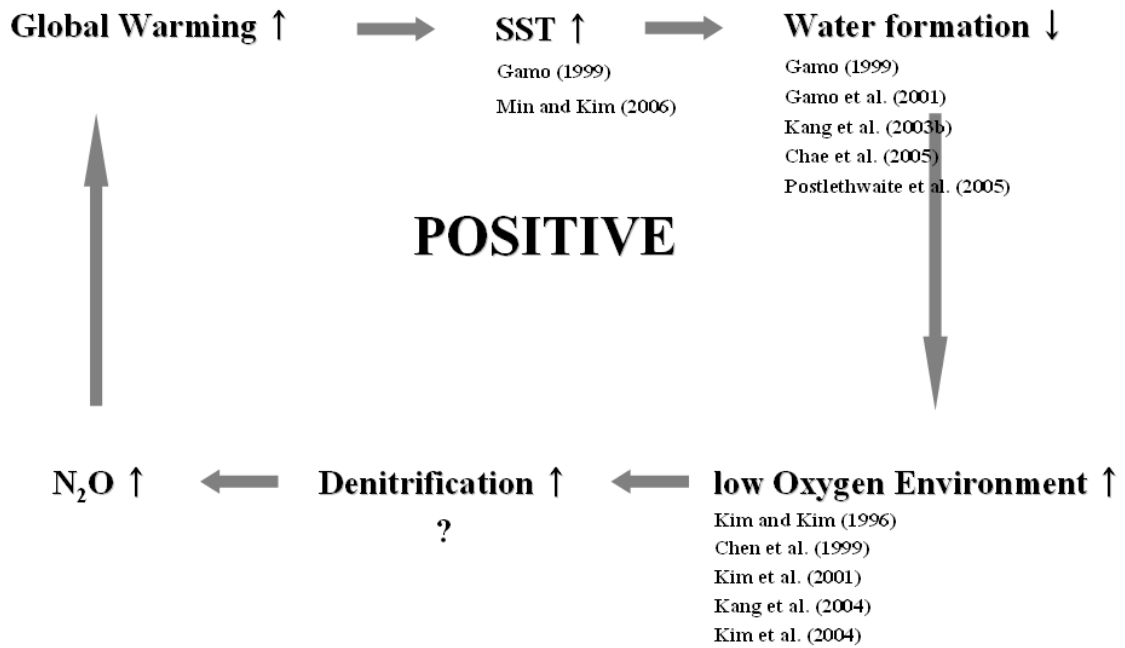 Global Warming ↑
SST ↑
Gamo (1999)
Min and Kim (2006)
Water formation ↓
Gamo (1999)
Gamo et al. (2001)
Kang et al. (2003b)
Chae et al. (2005)
Postlethwaite et al. (2005)
POSITIVE
N₂O ↑
Denitrification ↑
?
low Oxygen Environment ↑
Kim and Kim (1996)
Chen et al. (1999)
Kim et al. (2001)
Kang et al. (2004)
Kim et al. (2004)